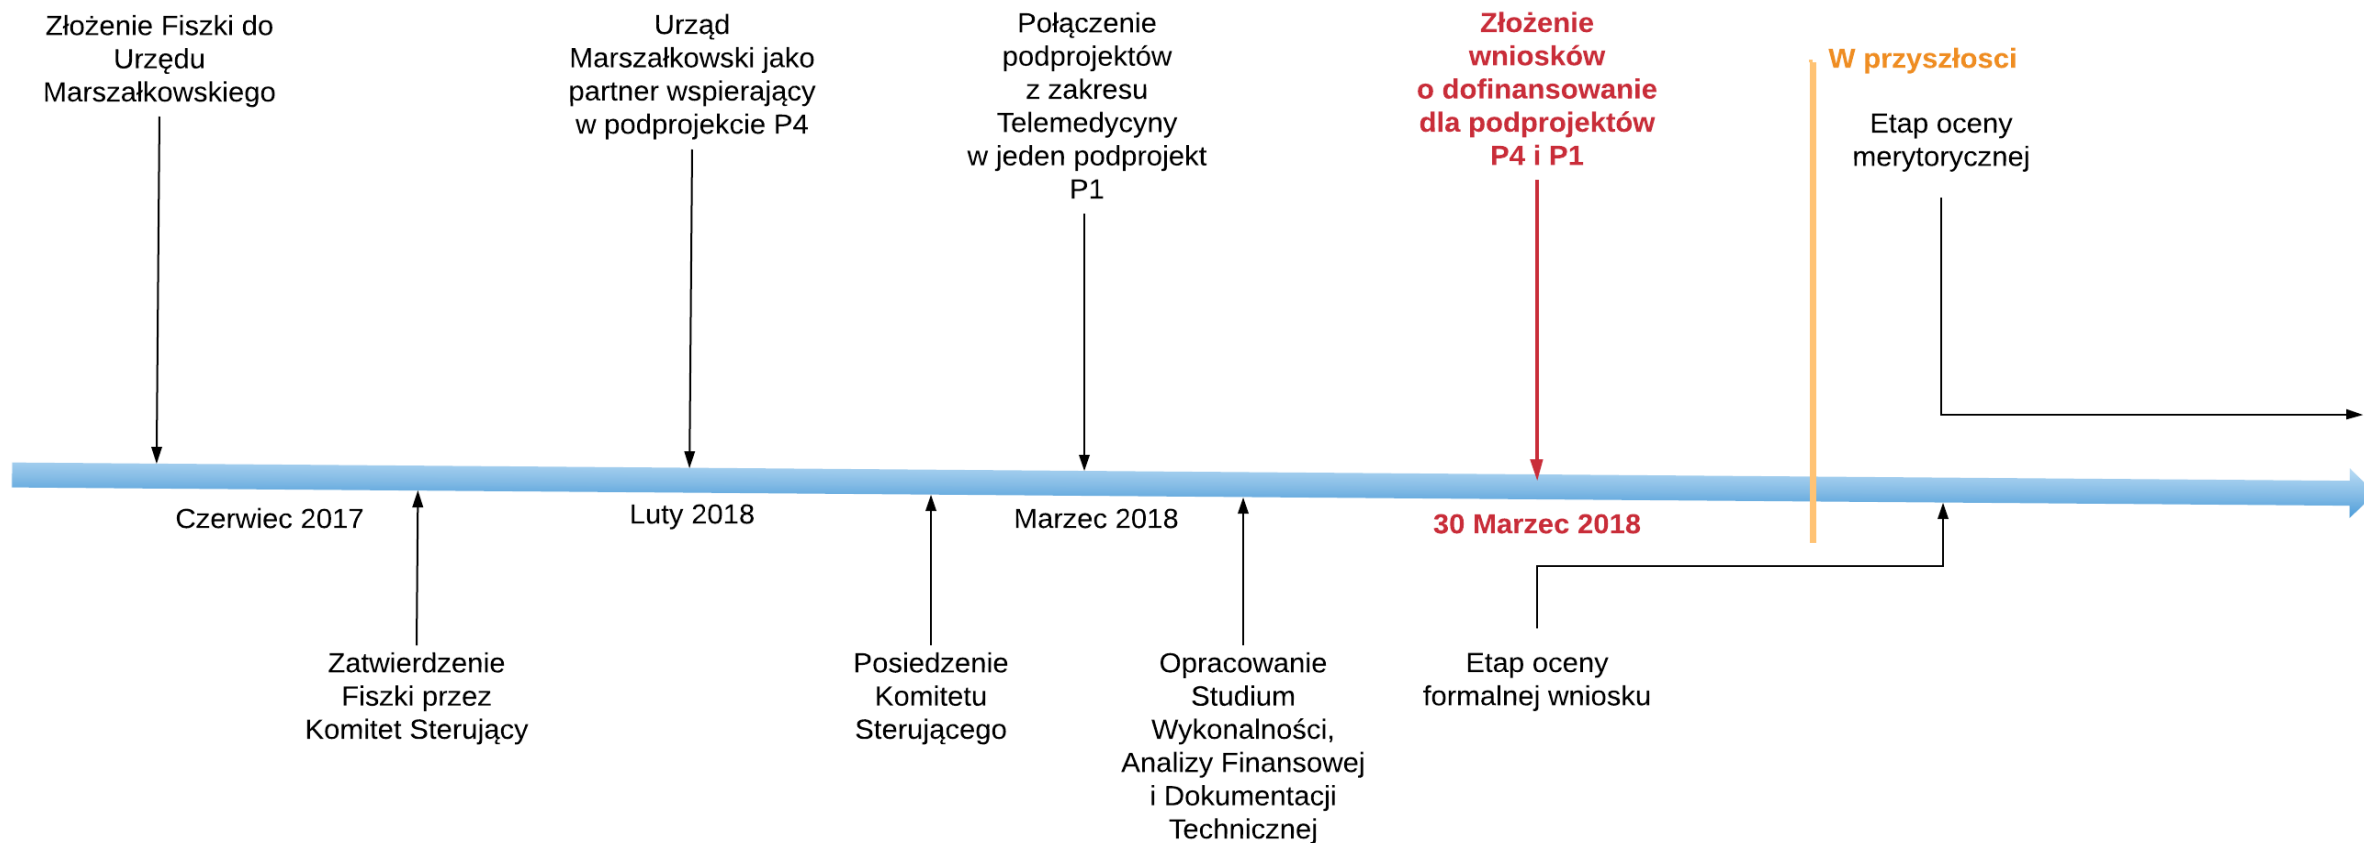 Złożenie Fiszki do
Urzędu
Marszałkowskiego
Urząd
Marszałkowski jako
partner wspierający
w podprojekcie P4
Połączenie
podprojektów
z zakresu
Telemedycyny
w jeden podprojekt
P1
Złożenie
wniosków
o dofinansowanie
dla podprojektów
P4 i P1
W przyszłosci
Etap oceny
merytorycznej
Czerwiec 2017
Luty 2018
Marzec 2018
30 Marzec 2018
Zatwierdzenie
Fiszki przez
Komitet Sterujący
Posiedzenie
Komitetu
Sterującego
Opracowanie
Studium
Wykonalności,
Analizy Finansowej
i Dokumentacji
Technicznej
Etap oceny
formalnej wniosku